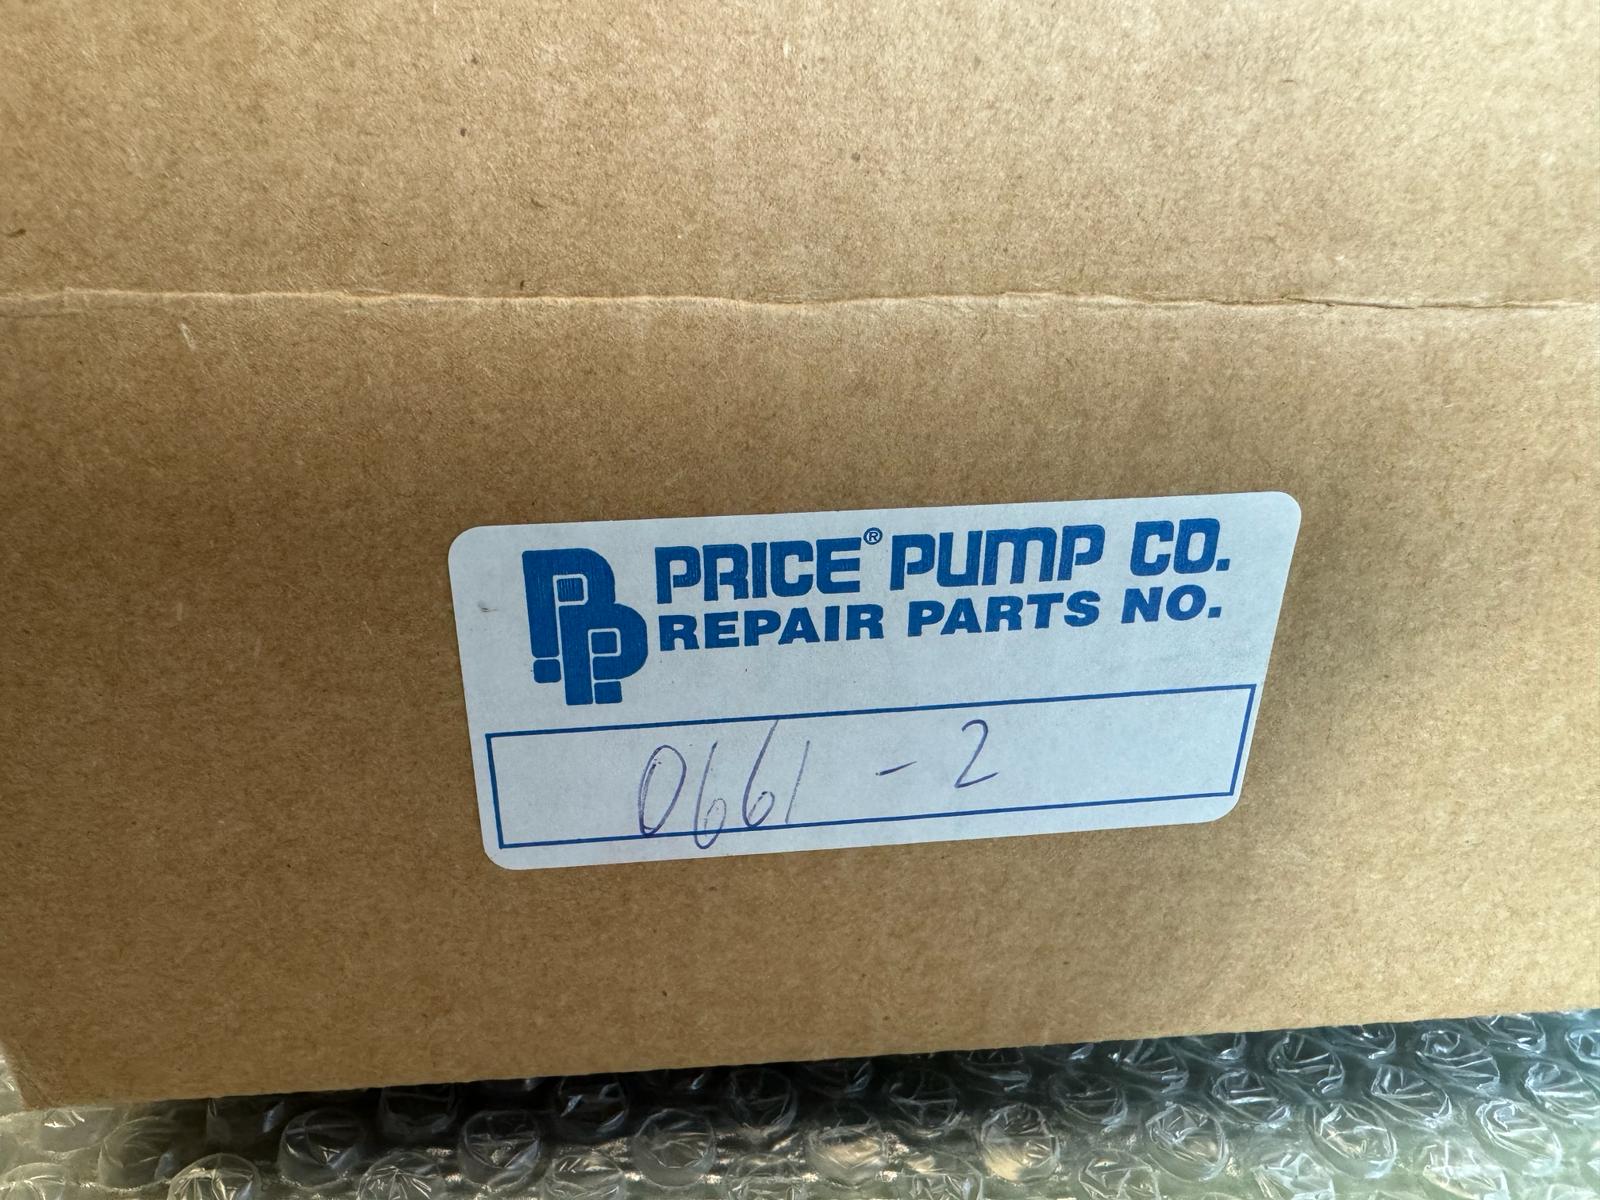 PRICE® PUMP CO.
REPAIR PARTS NO.
0661 - 2